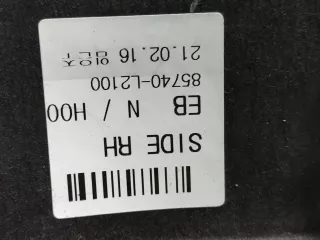 SIDE RH
EB N / H00
85740-L2100
21.02.16